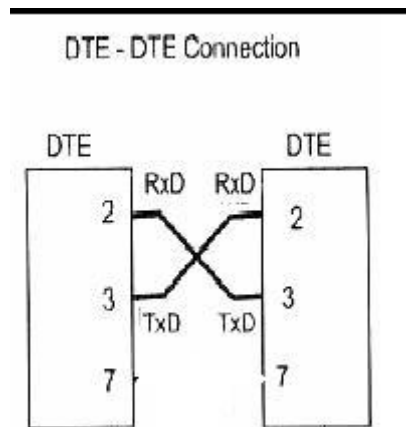 DTE - DTE Connection
DTE DTE
RxD RxD
2 2
3 3
TxD TxD
7 7